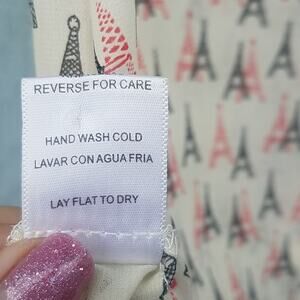 REVERSE FOR CARE
HAND WASH COLD
LAVAR CON AGUA FRIA
LAY FLAT TO DRY